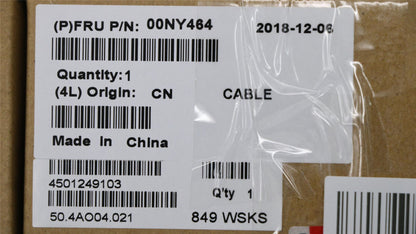 (P)FRU P/N: 00NY464 2018-12-06
Quantity:1
(4L) Origin: CN CABLE
Made in China
4501249103 Q'ty 1
50.4AO04.021 849 WSKS